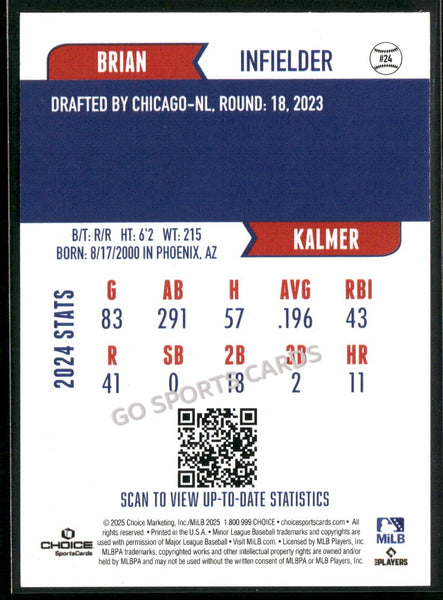 BRIAN
INFIELDER
#24
DRAFTED BY CHICAGO-NL, ROUND: 18, 2023
B/T: R/R HT: 6'2 WT: 215
BORN: 8/17/2000 IN PHOENIX, AZ
KALMER
2024 STATS
G AB H AVG RBI
83 291 57 .196 43
R SB 2B 3B HR
41 0 18 2 11
GO SPORTS CARDS
SCAN TO VIEW UP-TO-DATE STATISTICS
© 2025 Choice Marketing, Inc./MiLB 2025 1.800.999.CHOICE • choicesportscards.com • All
rights reserved. • Printed in the U.S.A. • Minor League Baseball trademarks and copyrights are
used with permission of Major League Baseball • Visit MiLB.com. • Licensed by MLB Players, Inc.
MLBPA trademarks, copyrighted works and other intellectual property rights are owned and/or
held by MLBPA and may not be used without the written consent of MLBPA or MLB Players, Inc.
CHOICE
SportsCards
MiLB
PLAYERS